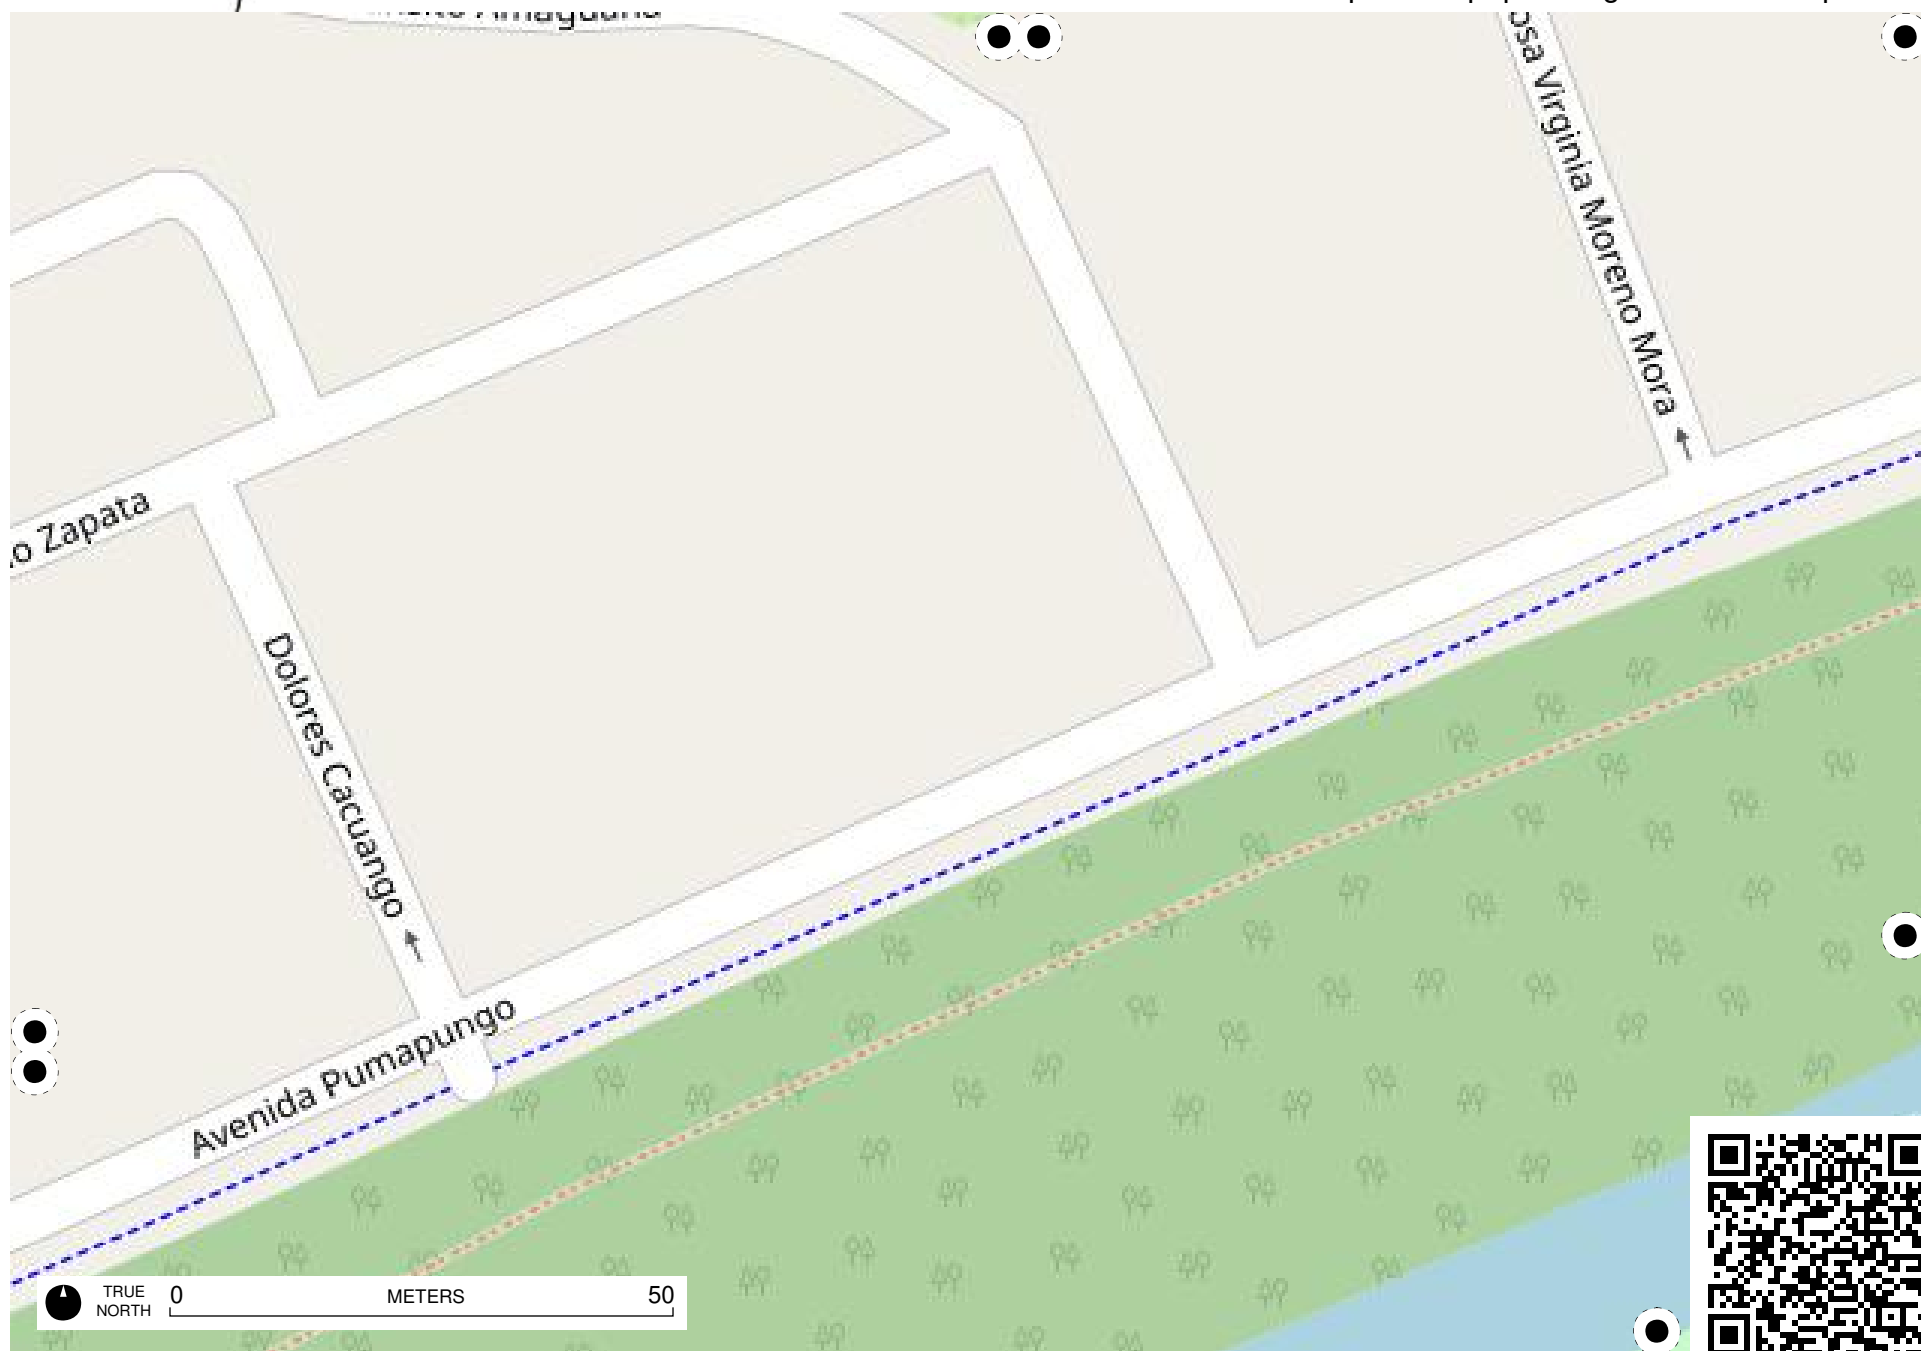 Virginia Moreno Mora
Zapata
Dolores Cacuango
Avenida Pumapungo
TRUE
NORTH
0 METERS 50